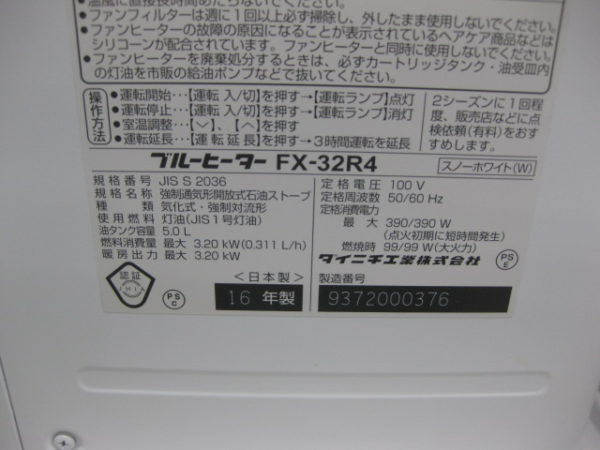 ●ファンフィルターは週に1回以上必ず掃除し、外したまま使用しないでください。
●ファンヒーターの故障の原因になることが表示されているヘアケア商品などは
シリコーンが配合されています。ファンヒーターと同時に使用しないでください。
●ファンヒーターを廃棄処分するときは、必ずカートリッジタンク・油受皿内
の灯油を市販の給油ポンプなどで抜いてください。
操作方法
●運転開始…【運転 入/切】を押す→【運転ランプ】点灯
●運転停止…【運転 入/切】を押す→【運転ランプ】消灯
●室温調整…【﹀】、【︿】を押す
●運転延長…【運転延長】を押す→3時間運転を延長
2シーズンに1回程
度、販売店などに点
検依頼(有料)をおす
すめします。
ブルーヒーター FX-32R4
スノーホワイト(W)
規格番号 JIS S 2036
規格名称 強制通気形開放式石油ストーブ
種類 気化式・強制対流形
使用燃料 灯油(JIS1号灯油)
油タンク容量 5.0 L
燃料消費量 最大 3.20 kW(0.311 L/h)
暖房出力 最大 3.20 kW
定格電圧 100 V
定格周波数 50/60 Hz
定格消費電力
最大 390/390 W
(点火初期に短時間発生)
燃焼時 99/99 W(大火力)
ダイニチ工業株式会社
PS
E
認証
JHIA
PS
C
<日本製>
16 年製
製造番号
9372000376